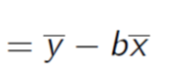 = y̅ − bx̅